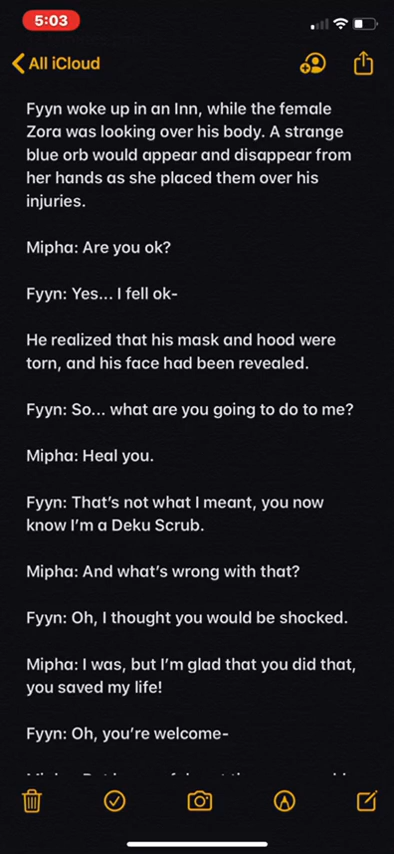 5:03
All iCloud
Fyyn woke up in an Inn, while the female
Zora was looking over his body. A strange
blue orb would appear and disappear from
her hands as she placed them over his
injuries.
Mipha: Are you ok?
Fyyn: Yes... I fell ok-
He realized that his mask and hood were
torn, and his face had been revealed.
Fyyn: So... what are you going to do to me?
Mipha: Heal you.
Fyyn: That's not what I meant, you now
know I'm a Deku Scrub.
Mipha: And what's wrong with that?
Fyyn: Oh, I thought you would be shocked.
Mipha: I was, but I'm glad that you did that,
you saved my life!
Fyyn: Oh, you're welcome-